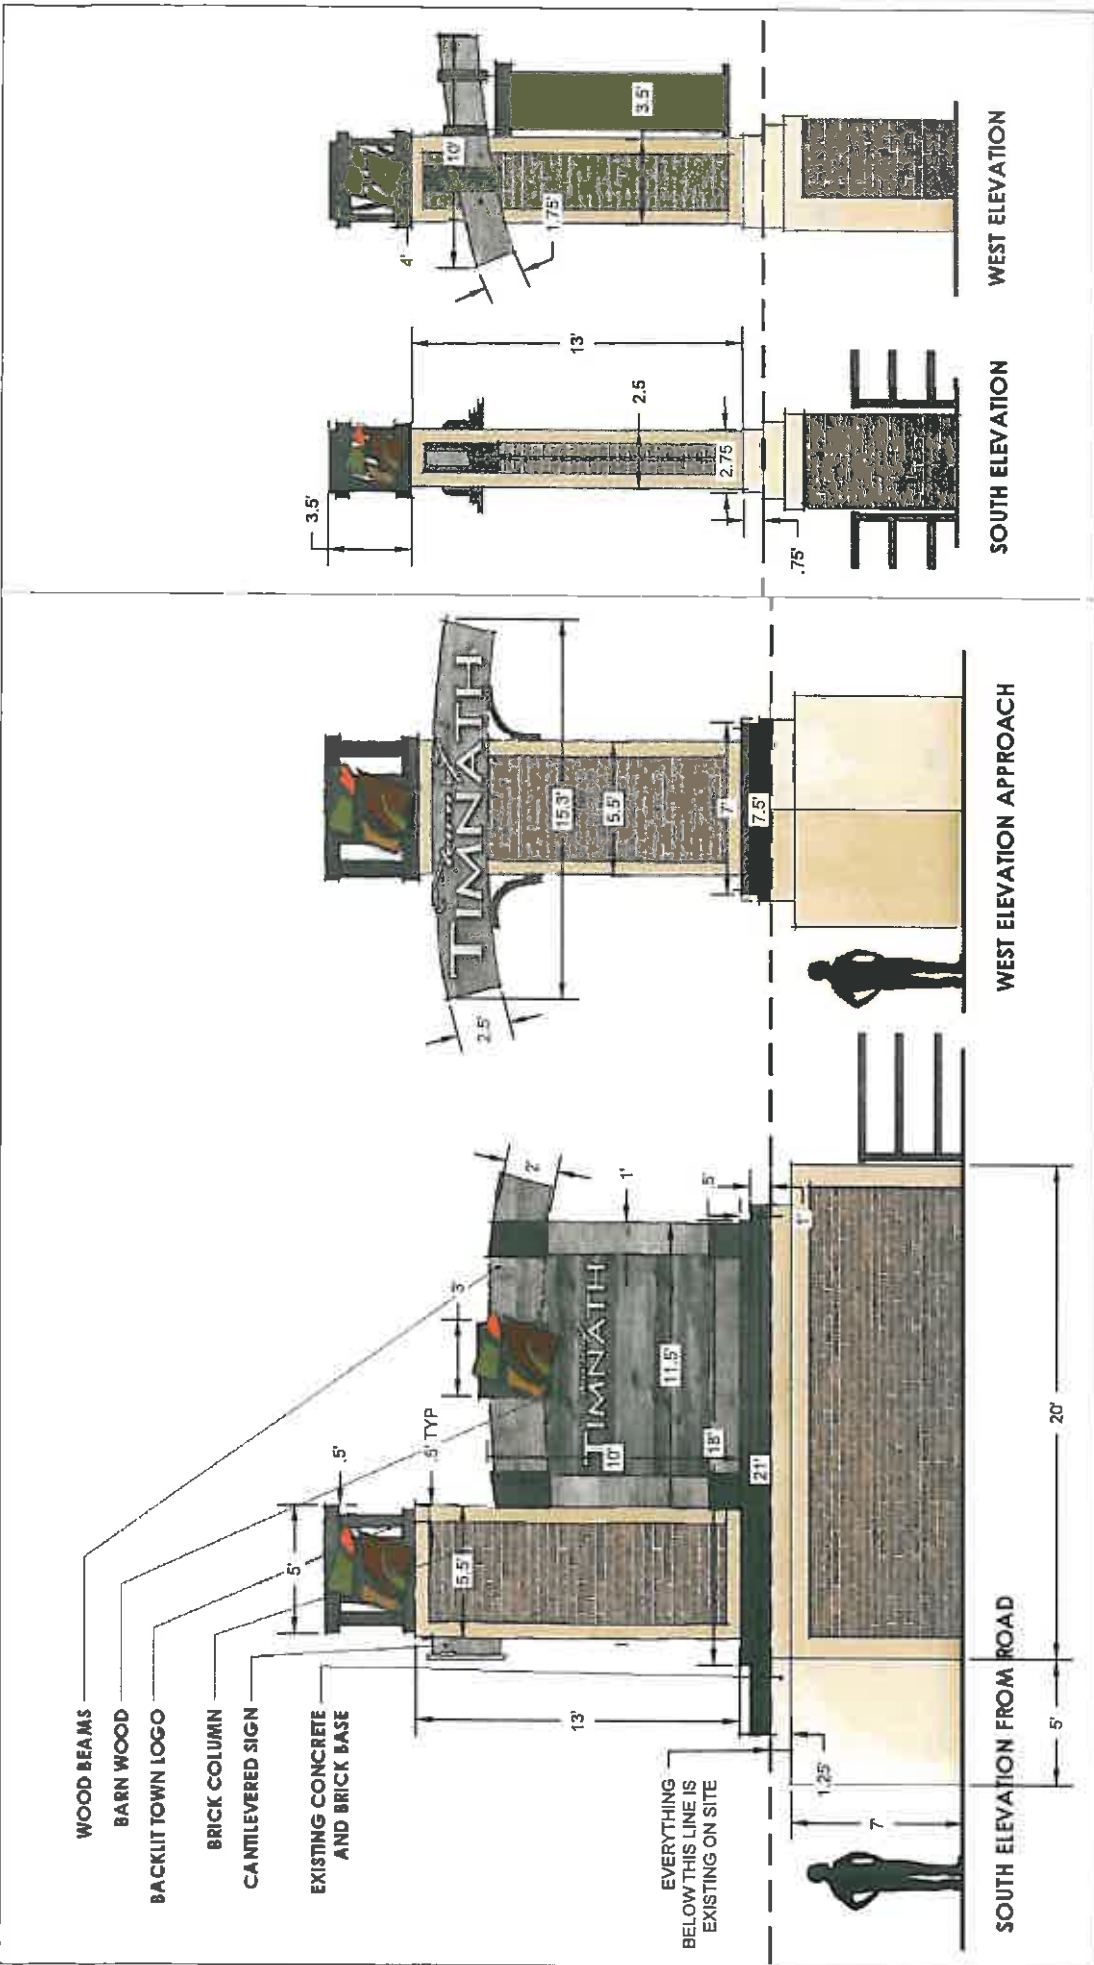 WOOD BEAMS
BARN WOOD
BACKLIT TOWN LOGO
BRICK COLUMN
CANTILEVERED SIGN
EXISTING CONCRETE
AND BRICK BASE
EVERYTHING
BELOW THIS LINE IS
EXISTING ON SITE
5'
.5'
.5' TYP
3'
2'
5.5'
10'
TIMNATH
11.5'
1'
18'
.5'
21'
1'
13'
1.25'
7'
5'
20'
SOUTH ELEVATION FROM ROAD
TIMNATH
2.5'
15.3'
5.5'
7'
7.5'
WEST ELEVATION APPROACH
3.5'
13'
2.5
2.75
.75'
SOUTH ELEVATION
4'
10'
1.75'
3.5'
WEST ELEVATION